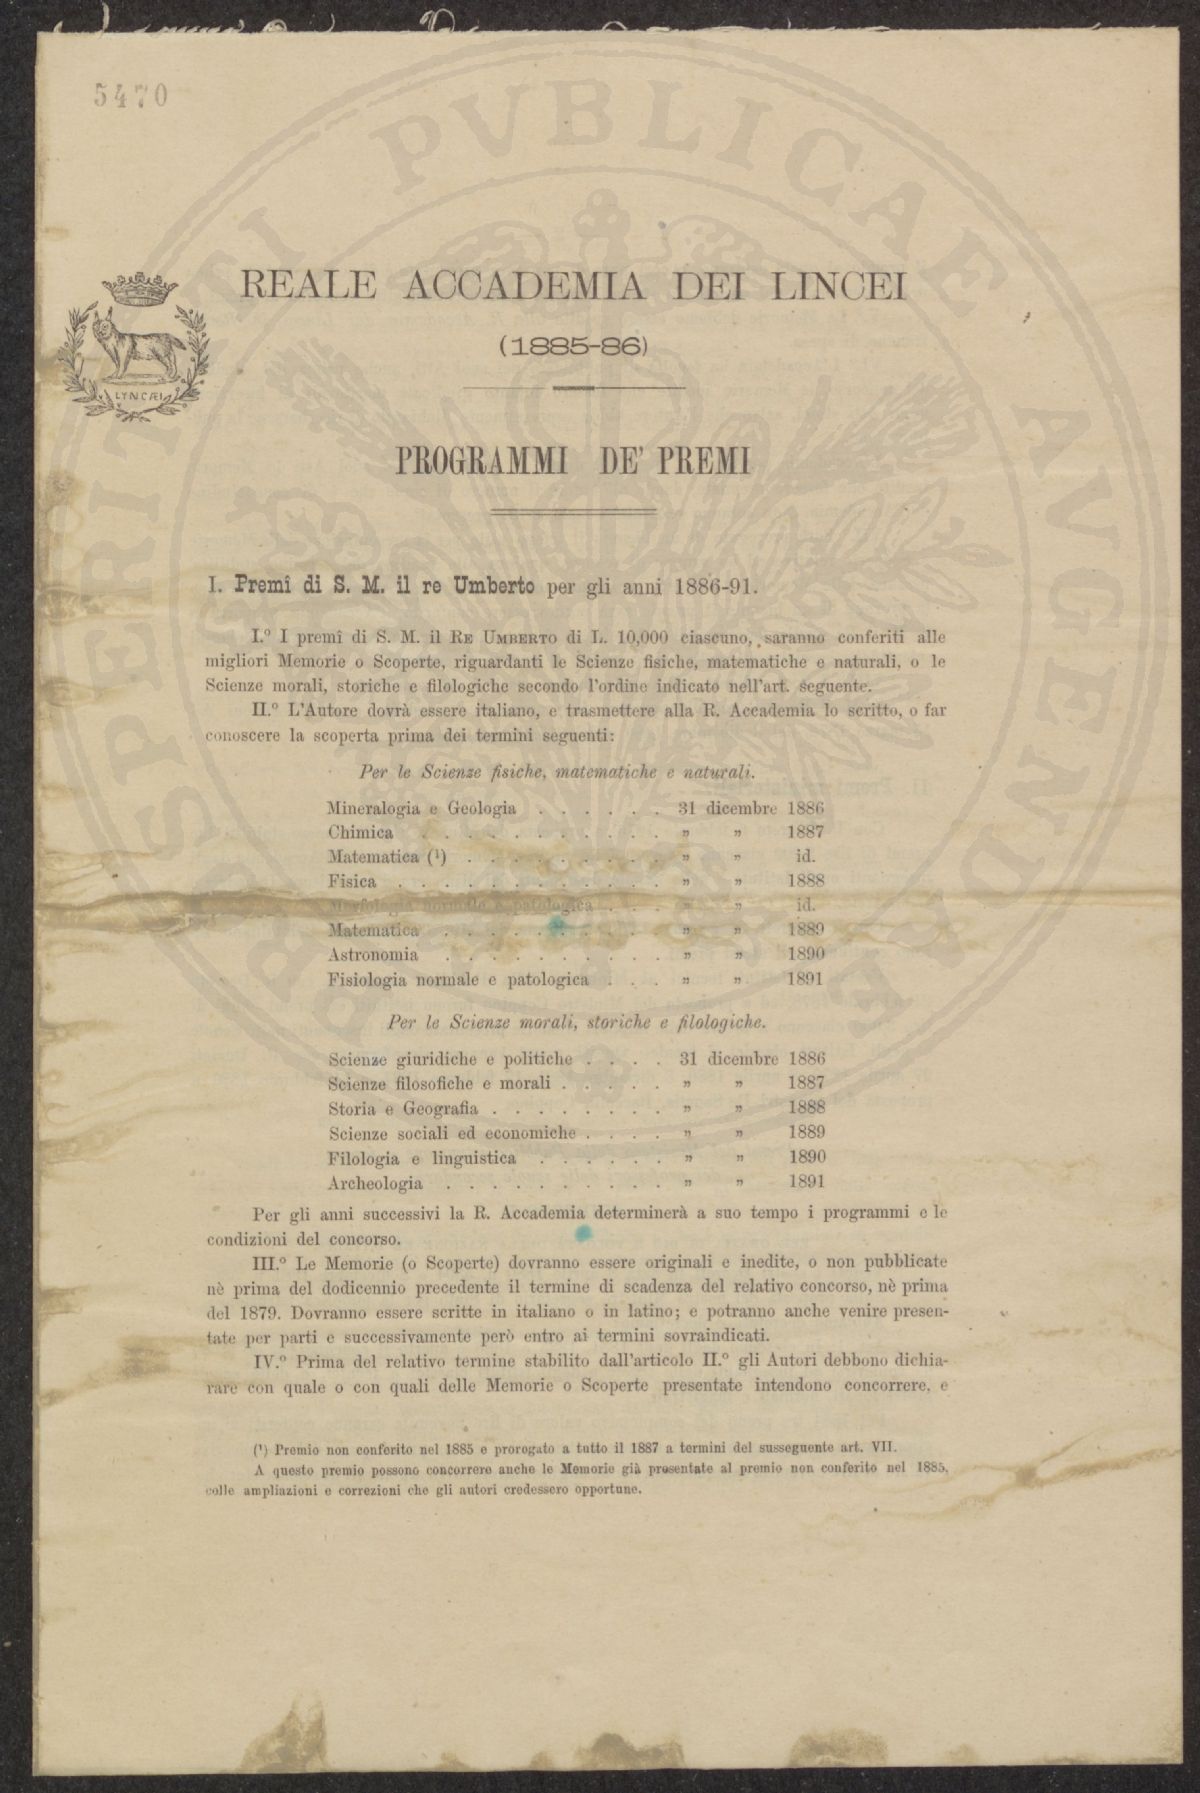 5470
REALE ACCADEMIA DEI LINCEI
(1885-86)
LYNCÆI
PROGRAMMI DE' PREMI
I. Premî di S. M. il re Umberto per gli anni 1886-91.
I.º I premî di S. M. il RE UMBERTO di L. 10,000 ciascuno, saranno conferiti alle
migliori Memorie o Scoperte, riguardanti le Scienze fisiche, matematiche e naturali, o le
Scienze morali, storiche e filologiche secondo l'ordine indicato nell'art. seguente.
II.º L'Autore dovrà essere italiano, e trasmettere alla R. Accademia lo scritto, o far
conoscere la scoperta prima dei termini seguenti:
Per le Scienze fisiche, matematiche e naturali.
Mineralogia e Geologia . . . . . . 31 dicembre 1886
Chimica . . . . . . . . . . . » » 1887
Matematica (¹) . . . . . . . . . » » id.
Fisica . . . . . . . . . . . . » » 1888
Morfologia normale e patologica . . . » » id.
Matematica . . . . . . . . . . » » 1889
Astronomia . . . . . . . . . . » » 1890
Fisiologia normale e patologica . . . » » 1891
Per le Scienze morali, storiche e filologiche.
Scienze giuridiche e politiche . . . . 31 dicembre 1886
Scienze filosofiche e morali . . . . . » » 1887
Storia e Geografia . . . . . . . . » » 1888
Scienze sociali ed economiche . . . . » » 1889
Filologia e linguistica . . . . . . » » 1890
Archeologia . . . . . . . . . . » » 1891
Per gli anni successivi la R. Accademia determinerà a suo tempo i programmi e le
condizioni del concorso.
III.º Le Memorie (o Scoperte) dovranno essere originali e inedite, o non pubblicate
nè prima del dodicennio precedente il termine di scadenza del relativo concorso, nè prima
del 1879. Dovranno essere scritte in italiano o in latino; e potranno anche venire presen-
tate per parti e successivamente però entro ai termini sovraindicati.
IV.º Prima del relativo termine stabilito dall'articolo II.º gli Autori debbono dichia-
rare con quale o con quali delle Memorie o Scoperte presentate intendono concorrere, e
(¹) Premio non conferito nel 1885 e prorogato a tutto il 1887 a termini del susseguente art. VII.
A questo premio possono concorrere anche le Memorie già presentate al premio non conferito nel 1885,
colle ampliazioni e correzioni che gli autori credessero opportune.
PROSPERITATI PVBLICAE AVGENDAE